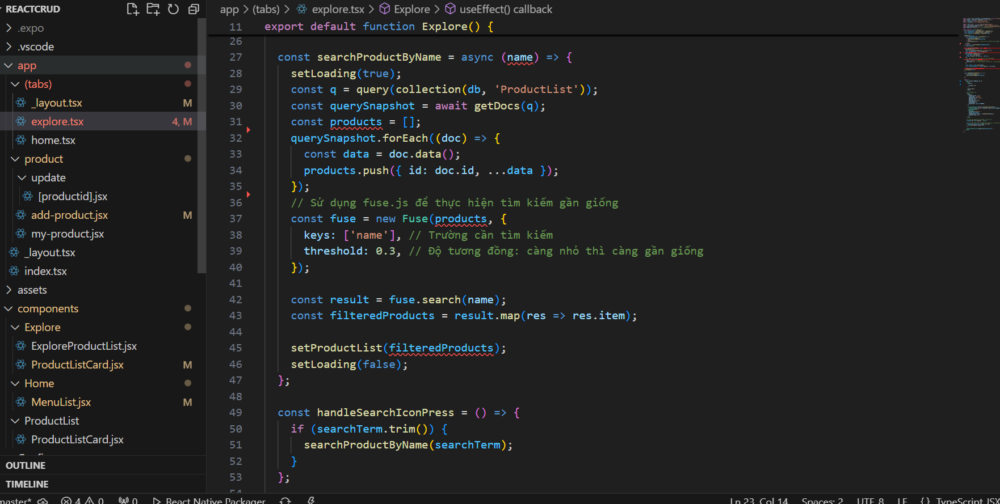 REACTCRUD
.expo
.vscode
app
(tabs)
_layout.tsx M
explore.tsx 4, M
home.tsx
product
update
[productid].jsx
add-product.jsx M
my-product.jsx
_layout.tsx
index.tsx
assets
components
Explore
ExploreProductList.jsx
ProductListCard.jsx M
Home
MenuList.jsx M
ProductList
ProductListCard.jsx
OUTLINE
TIMELINE
app > (tabs) > explore.tsx > Explore > useEffect() callback
11 export default function Explore() {
26
27 const searchProductByName = async (name) => {
28 setLoading(true);
29 const q = query(collection(db, 'ProductList'));
30 const querySnapshot = await getDocs(q);
31 const products = [];
32 querySnapshot.forEach((doc) => {
33 const data = doc.data();
34 products.push({ id: doc.id, ...data });
35 });
36 // Sử dụng fuse.js để thực hiện tìm kiếm gần giống
37 const fuse = new Fuse(products, {
38 keys: ['name'], // Trường cần tìm kiếm
39 threshold: 0.3, // Độ tương đồng: càng nhỏ thì càng gần giống
40 });
41
42 const result = fuse.search(name);
43 const filteredProducts = result.map(res => res.item);
44
45 setProductList(filteredProducts);
46 setLoading(false);
47 };
48
49 const handleSearchIconPress = () => {
50 if (searchTerm.trim()) {
51 searchProductByName(searchTerm);
52 }
53 };
54
master* 4 0 0 React Native Packager Ln 23, Col 14 Spaces: 2 UTF-8 LF {} TypeScript JSX